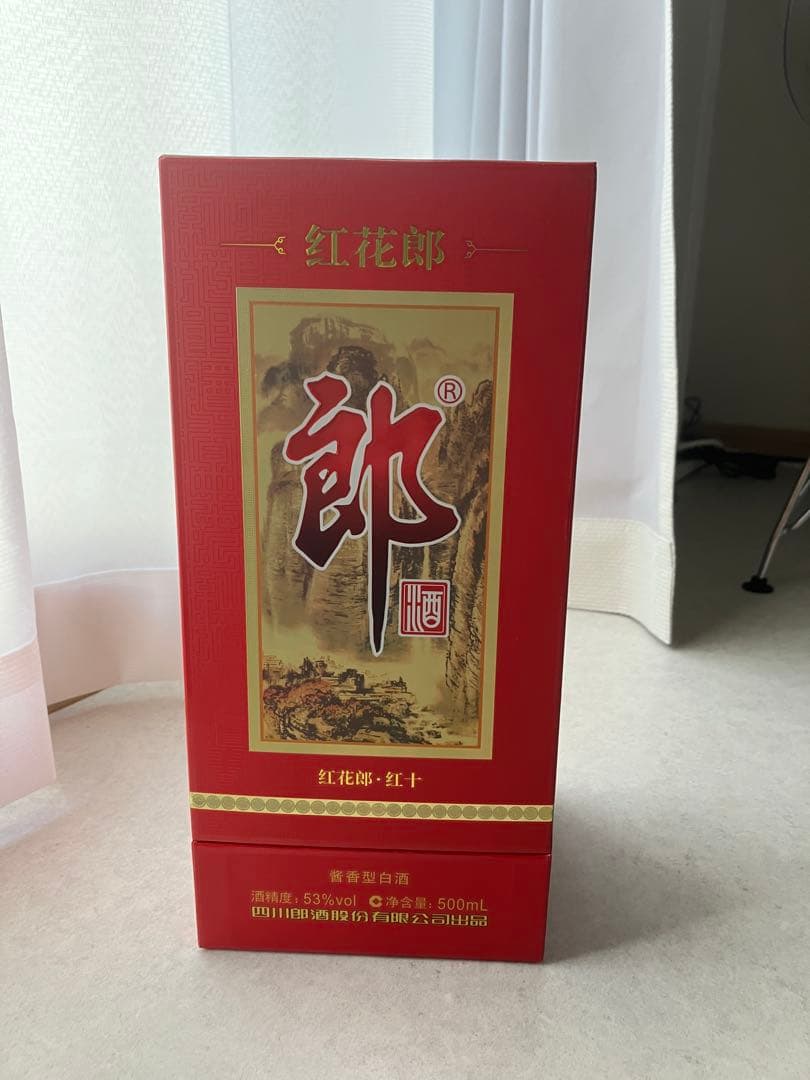 红花郎
郎®
酒
红花郎·红十
酱香型白酒
酒精度：53%vol C净含量：500mL
四川郎酒股份有限公司出品